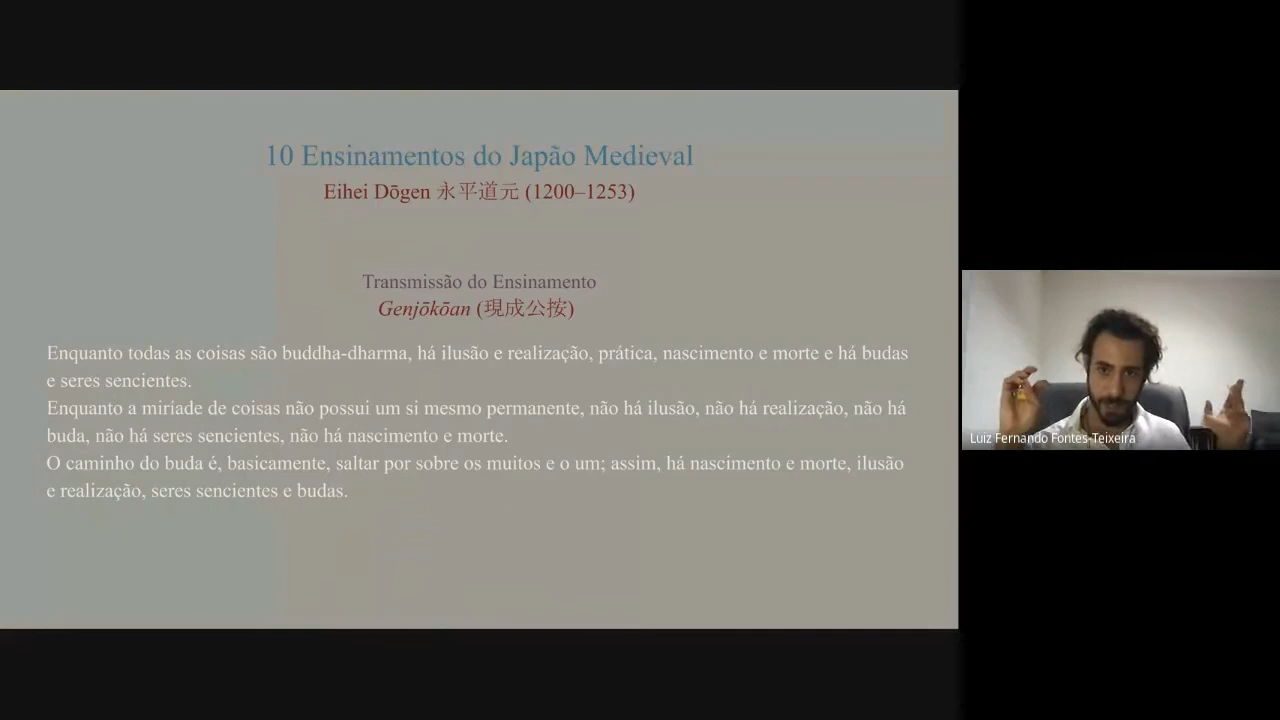 10 Ensinamentos do Japão Medieval
Eihei Dōgen 永平道元 (1200–1253)
Transmissão do Ensinamento
Genjōkōan (現成公按)
Enquanto todas as coisas são buddha-dharma, há ilusão e realização, prática, nascimento e morte e há budas
e seres sencientes.
Enquanto a miríade de coisas não possui um si mesmo permanente, não há ilusão, não há realização, não há
buda, não há seres sencientes, não há nascimento e morte.
O caminho do buda é, basicamente, saltar por sobre os muitos e o um; assim, há nascimento e morte, ilusão
e realização, seres sencientes e budas.
Luiz Fernando Fontes-Teixeira